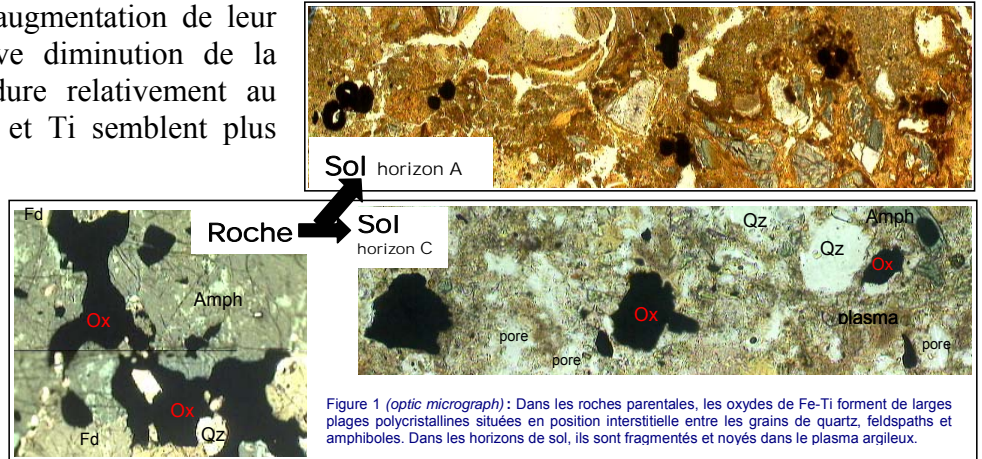 augmentation de leur
ve diminution de la
dure relativement au
et Ti semblent plus
Sol horizon A
Roche
Sol
horizon C
Fd
Amph
Ox
Ox
Qz
Fd
Qz
Amph
Qz
Ox
Ox
plasma
pore
pore
pore
Figure 1 (optic micrograph) : Dans les roches parentales, les oxydes de Fe-Ti forment de larges
plages polycristallines situées en position interstitielle entre les grains de quartz, feldspaths et
amphiboles. Dans les horizons de sol, ils sont fragmentés et noyés dans le plasma argileux.